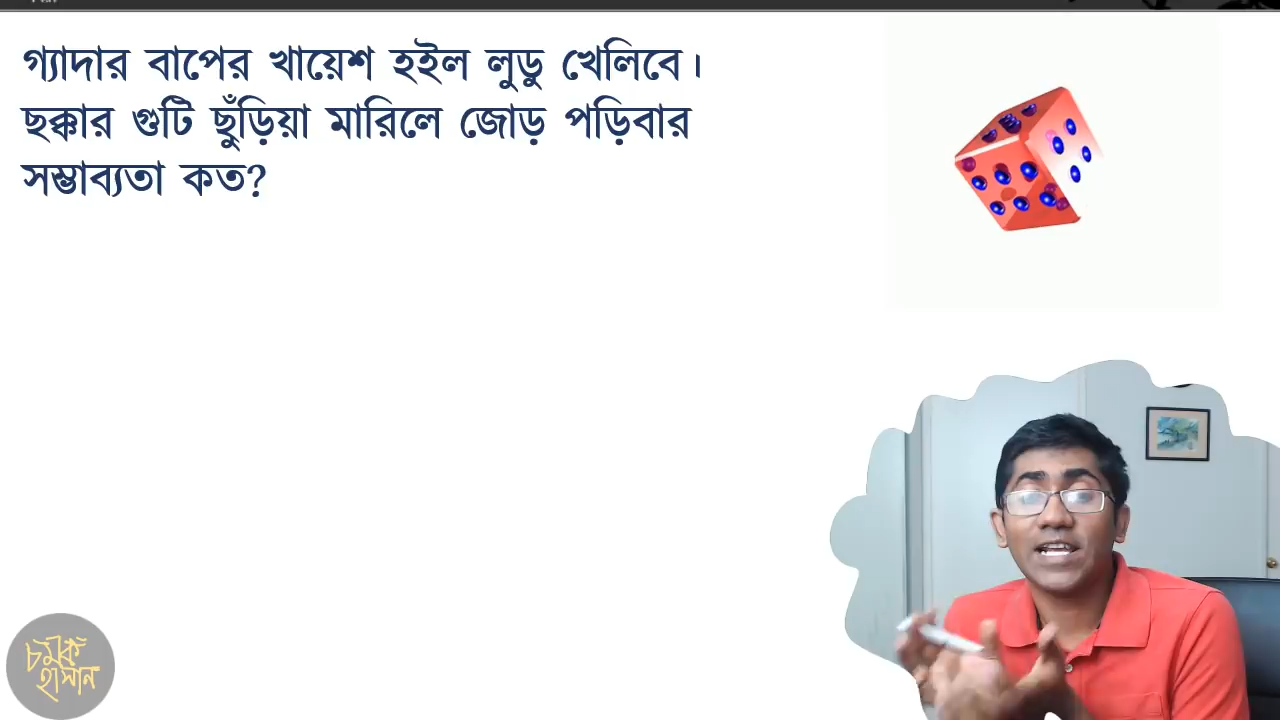 গ্যাদার বাপের খায়েশ হইল লুডু খেলিবে।
ছক্কার গুটি ছুঁড়িয়া মারিলে জোড় পড়িবার
সম্ভাব্যতা কত?
চমক
হাসান